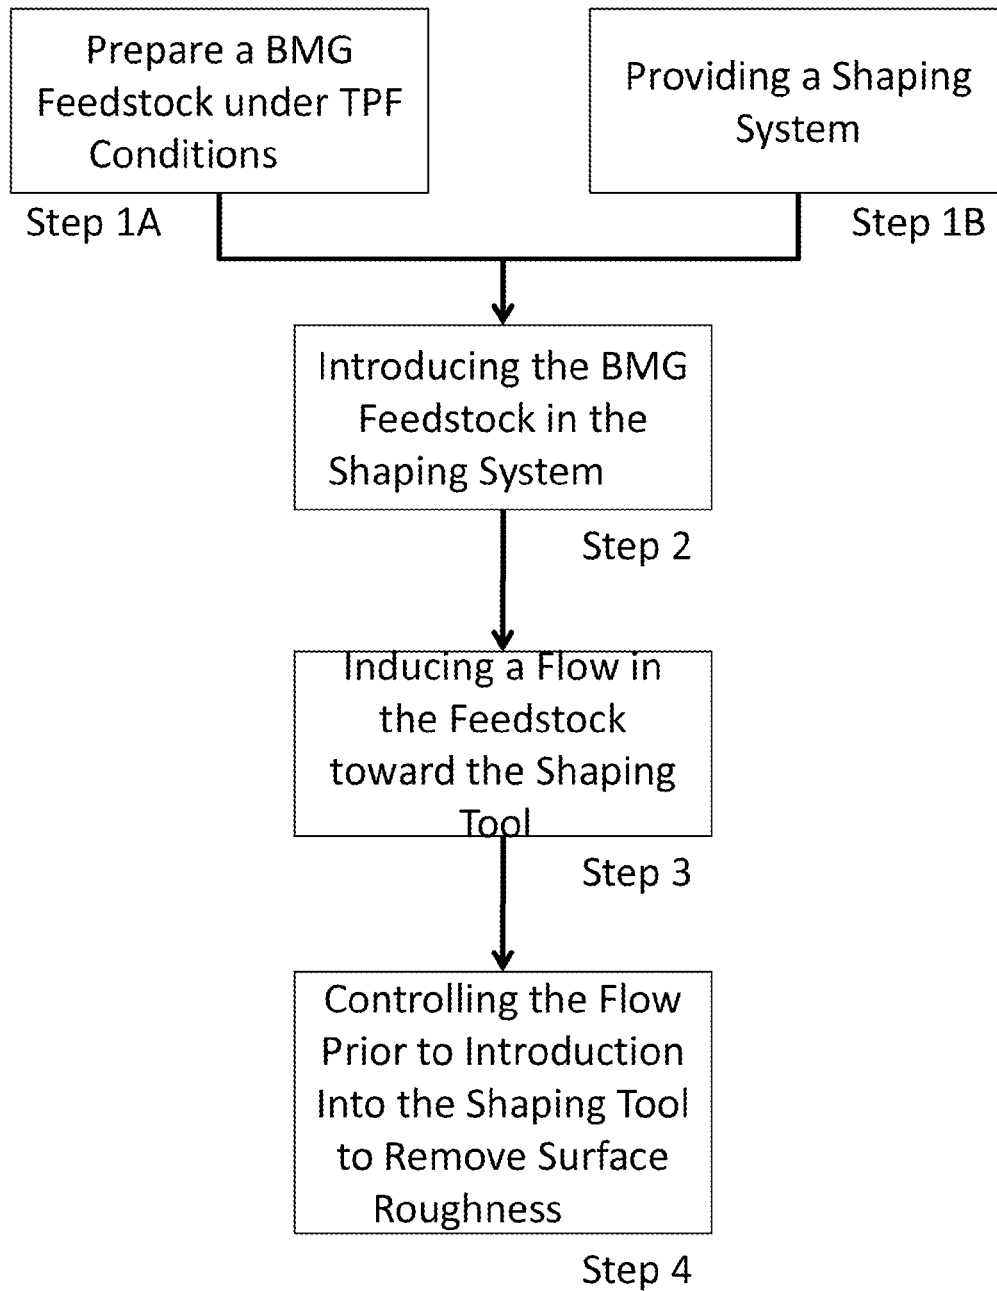 Prepare a BMG
Feedstock under TPF
Conditions
Step 1A
Providing a Shaping
System
Step 1B
Introducing the BMG
Feedstock in the
Shaping System
Step 2
Inducing a Flow in
the Feedstock
toward the Shaping
Tool
Step 3
Controlling the Flow
Prior to Introduction
Into the Shaping Tool
to Remove Surface
Roughness
Step 4